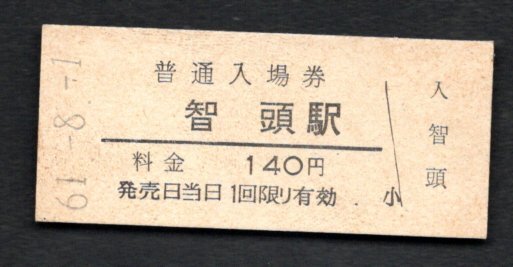 61.-8.-1
普通入場券
智頭駅
料金 140円
発売日当日1回限り有効
小
入
智
頭